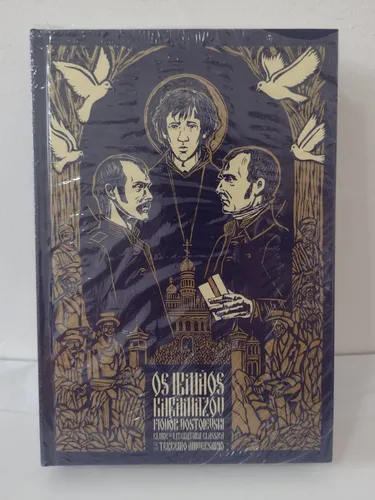 OS IRMÃOS
KARAMÁZOV
FIÓDOR DOSTOIÉVSKI
CLUBE DE LITERATURA CLÁSSICA
TERCEIRO ANIVERSÁRIO